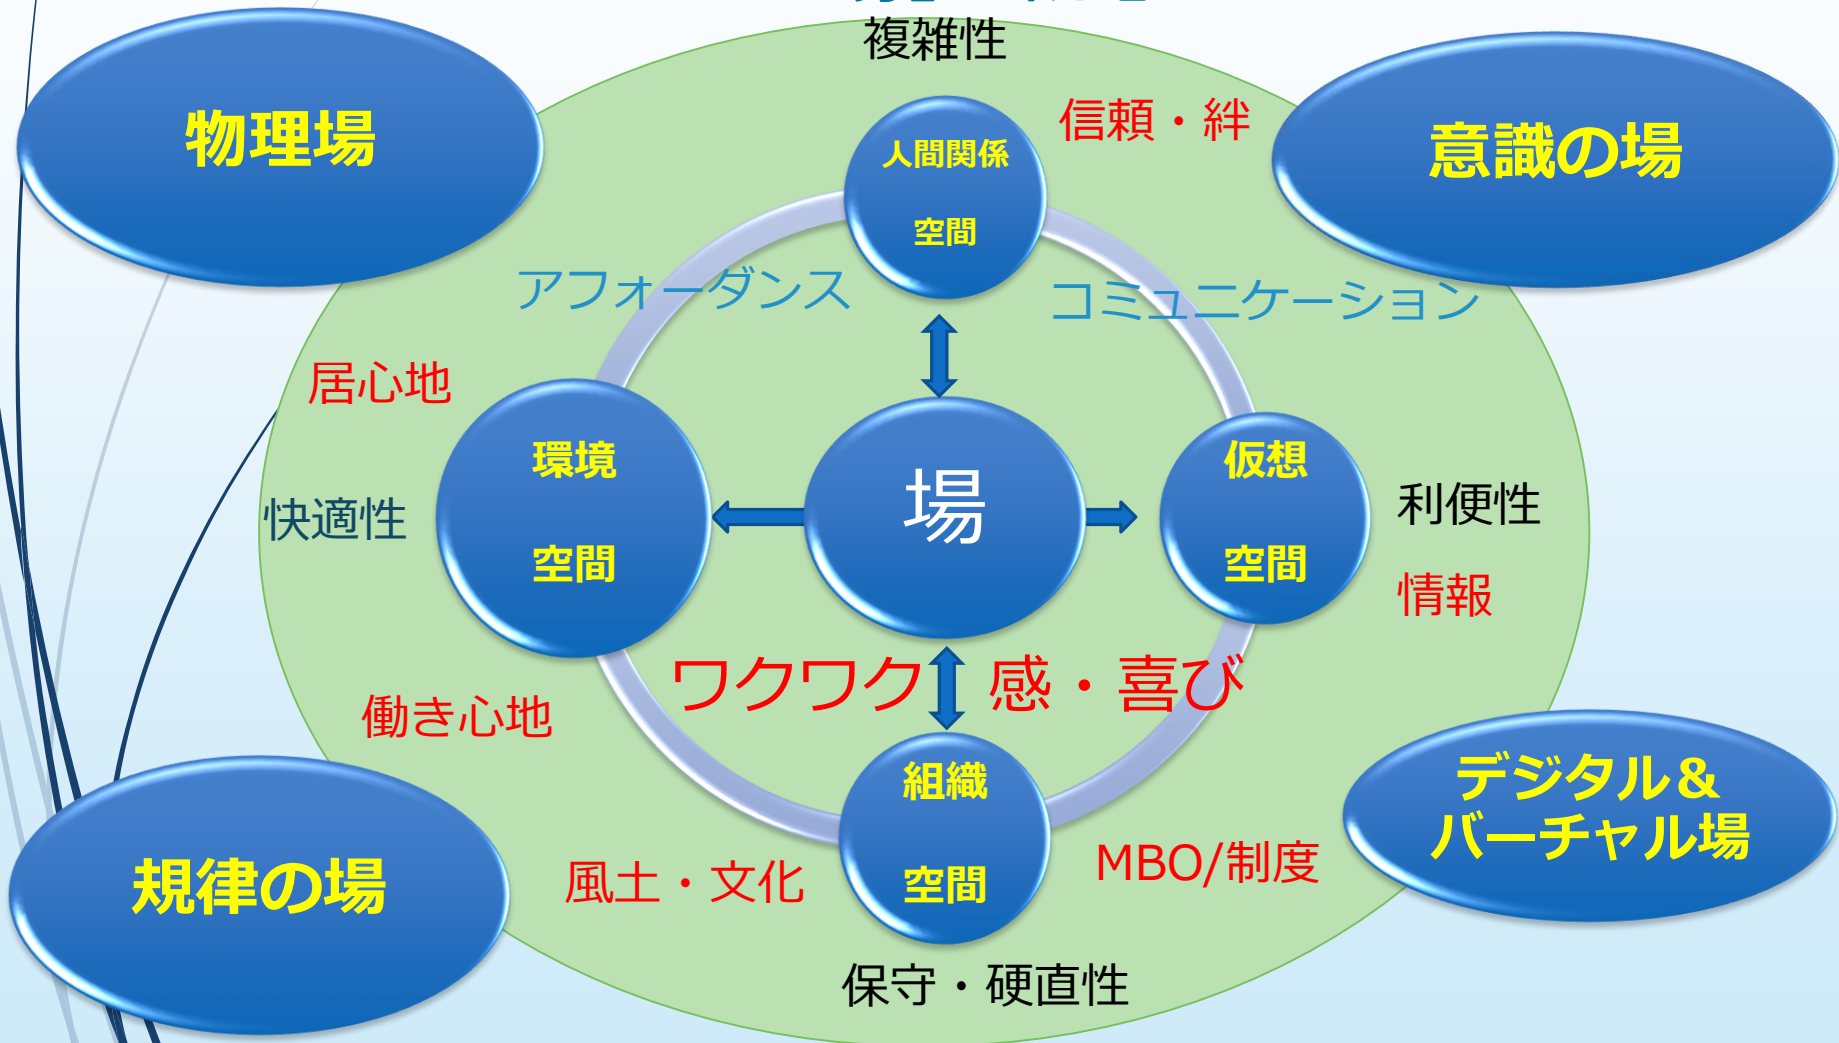 複雑性
物理場
人間関係
空間
信頼・絆
意識の場
アフォーダンス
コミュニケーション
居心地
環境
空間
快適性
場
仮想
空間
利便性
情報
ワクワク 感・喜び
働き心地
組織
空間
デジタル＆
バーチャル場
規律の場
風土・文化
MBO/制度
保守・硬直性